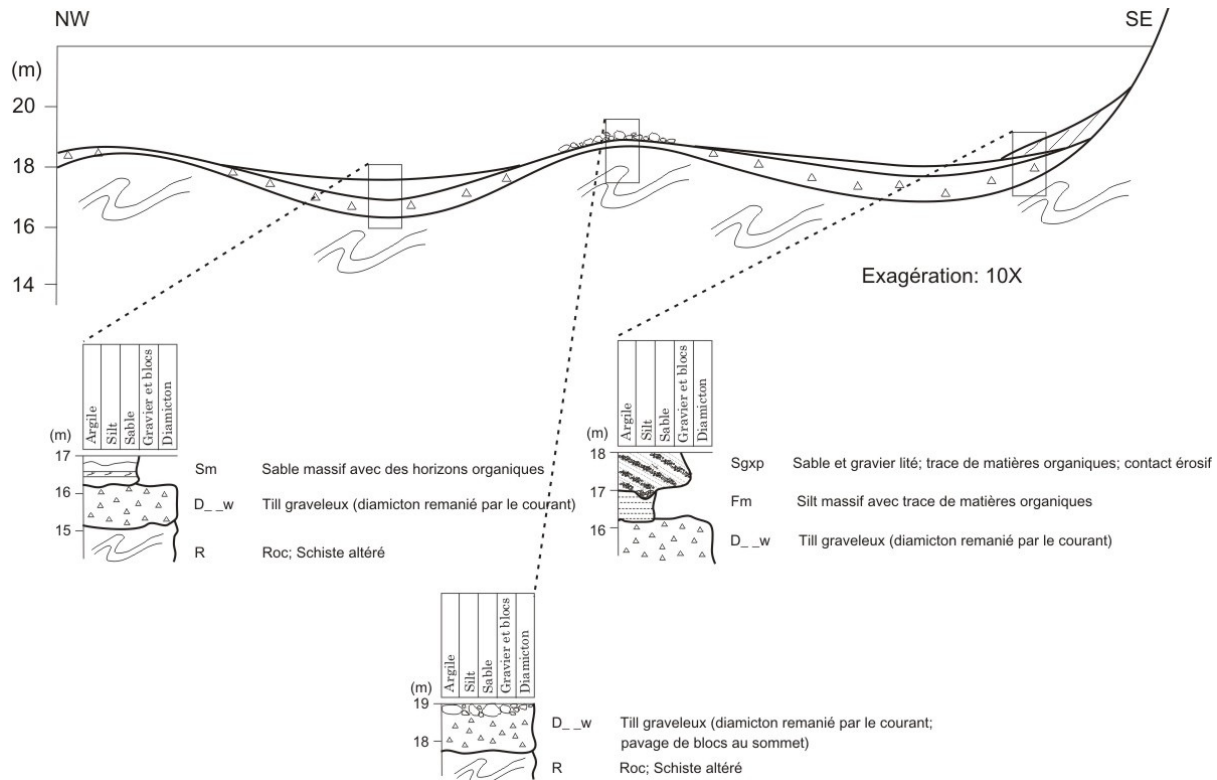 NW
SE
(m)
20
18
16
14
Exagération: 10X
Argile
Silt
Sable
Gravier et blocs
Diamicton
(m)
17
16
15
Sm Sable massif avec des horizons organiques
D_ _w Till graveleux (diamicton remanié par le courant)
R Roc; Schiste altéré
Argile
Silt
Sable
Gravier et blocs
Diamicton
(m)
18
17
16
Sgxp Sable et gravier lité; trace de matières organiques; contact érosif
Fm Silt massif avec trace de matières organiques
D_ _w Till graveleux (diamicton remanié par le courant)
Argile
Silt
Sable
Gravier et blocs
Diamicton
(m)
19
18
D_ _w Till graveleux (diamicton remanié par le courant;
pavage de blocs au sommet)
R Roc; Schiste altéré